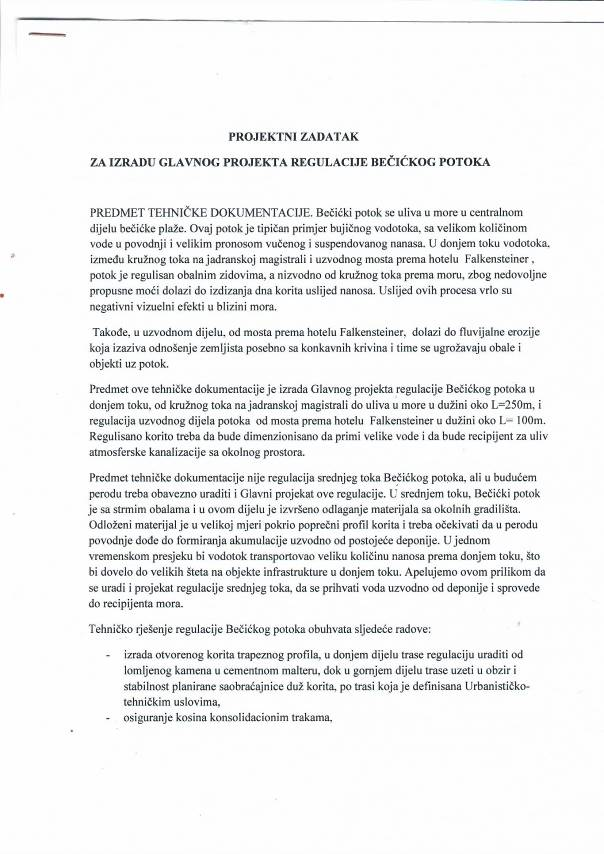 PROJEKTNI ZADATAK
ZA IZRADU GLAVNOG PROJEKTA REGULACIJE BEČIĆKOG POTOKA
PREDMET TEHNIČKE DOKUMENTACIJE. Bečićki potok se uliva u more u centralnom
dijelu bečićke plaže. Ovaj potok je tipičan primjer bujičnog vodotoka, sa velikom količinom
vode u povodnji i velikim pronosom vučenog i suspendovanog nanasa. U donjem toku vodotoka,
između kružnog toka na jadranskoj magistrali i uzvodnog mosta prema hotelu  Falkensteiner ,
potok je regulisan obalnim zidovima, a nizvodno od kružnog toka prema moru, zbog nedovoljne
propusne moći dolazi do izdizanja dna korita uslijed nanosa. Uslijed ovih procesa vrlo su
negativni vizuelni efekti u blizini mora.
Takođe, u uzvodnom dijelu, od mosta prema hotelu Falkensteiner,  dolazi do fluvijalne erozije
koja izaziva odnošenje zemljista posebno sa konkavnih krivina i time se ugrožavaju obale i
objekti uz potok.
Predmet ove tehničke dokumentacije je izrada Glavnog projekta regulacije Bečićkog potoka u
donjem toku, od kružnog toka na jadranskoj magistrali do uliva u more u dužini oko L=250m, i
regulacija uzvodnog dijela potoka  od mosta prema hotelu  Falkensteiner u dužini oko L= 100m.
Regulisano korito treba da bude dimenzionisano da primi velike vode i da bude recipijent za uliv
atmosferske kanalizacije sa okolnog prostora.
Predmet tehničke dokumentacije nije regulacija srednjeg toka Bečićkog potoka, ali u budućem
perodu treba obavezno uraditi i Glavni projekat ove regulacije. U srednjem toku, Bečićki potok
je sa strmim obalama i u ovom dijelu je izvršeno odlaganje materijala sa okolnih gradilišta.
Odloženi materijal je u velikoj mjeri pokrio poprečni profil korita i treba očekivati da u perodu
povodnje dođe do formiranja akumulacije uzvodno od postojeće deponije. U jednom
vremenskom presjeku bi vodotok transportovao veliku količinu nanosa prema donjem toku, što
bi dovelo do velikih šteta na objekte infrastrukture u donjem toku. Apelujemo ovom prilikom da
se uradi i projekat regulacije srednjeg toka, da se prihvati voda uzvodno od deponije i sprovede
do recipijenta mora.
Tehničko rješenje regulacije Bečićkog potoka obuhvata sljedeće radove:
- izrada otvorenog korita trapeznog profila, u donjem dijelu trase regulaciju uraditi od
lomljenog kamena u cementnom malteru, dok u gornjem dijelu trase uzeti u obzir i
stabilnost planirane saobraćajnice duž korita, po trasi koja je definisana Urbanističko-
tehničkim uslovima,
- osiguranje kosina konsolidacionim trakama,